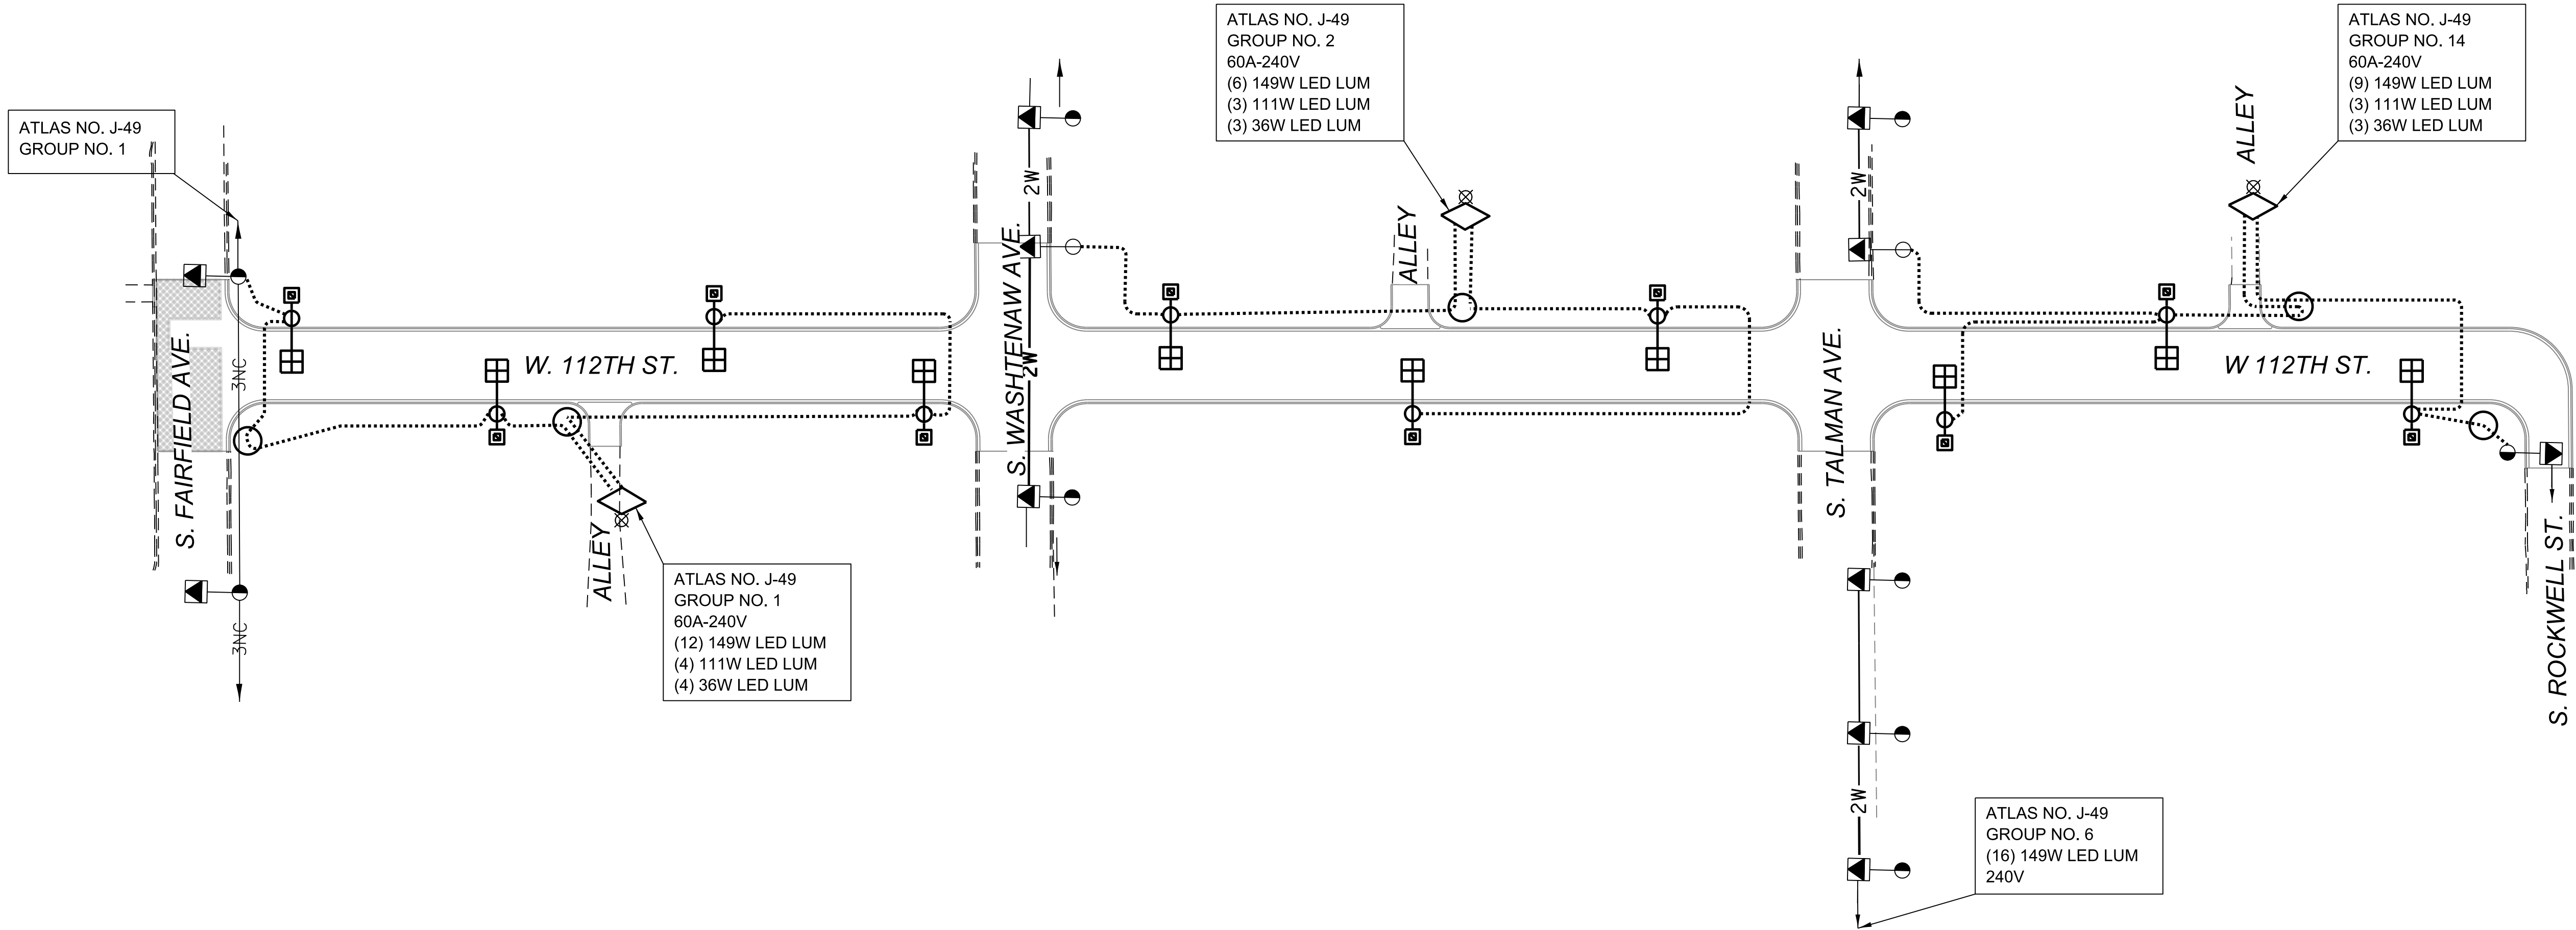 ATLAS NO. J-49
GROUP NO. 1
ATLAS NO. J-49
GROUP NO. 2
60A-240V
(6) 149W LED LUM
(3) 111W LED LUM
(3) 36W LED LUM
ATLAS NO. J-49
GROUP NO. 14
60A-240V
(9) 149W LED LUM
(3) 111W LED LUM
(3) 36W LED LUM
ALLEY
2W
2W
ALLEY
S. FAIRFIELD AVE.
3NC
W. 112TH ST.
S. WASHTENAW AVE.
2W
S. TALMAN AVE.
W 112TH ST.
ALLEY
3NC
S. ROCKWELL ST.
ATLAS NO. J-49
GROUP NO. 1
60A-240V
(12) 149W LED LUM
(4) 111W LED LUM
(4) 36W LED LUM
2W
ATLAS NO. J-49
GROUP NO. 6
(16) 149W LED LUM
240V